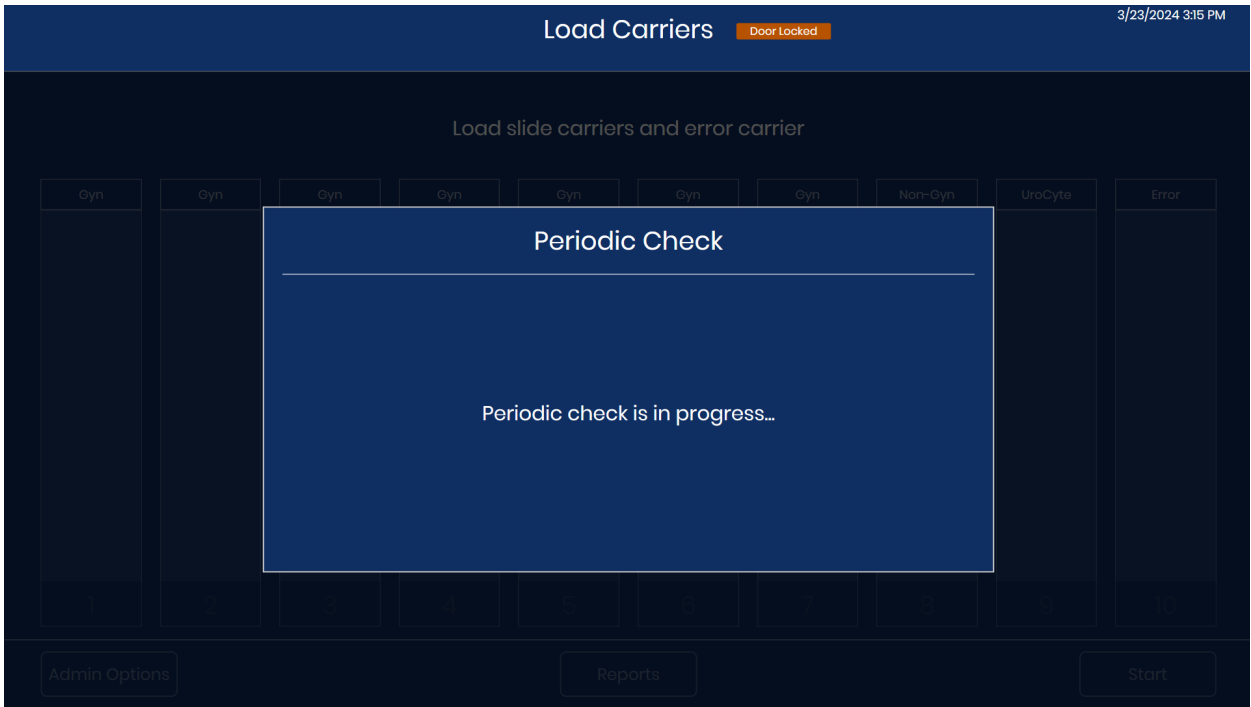 Load Carriers
Door Locked
3/23/2024 3:15 PM
Load slide carriers and error carrier
Gyn Gyn Gyn Gyn Gyn Gyn Gyn Non-Gyn UroCyte Error
Periodic Check
Periodic check is in progress...
1 2 3 4 5 6 7 8 9 10
Admin Options Reports Start